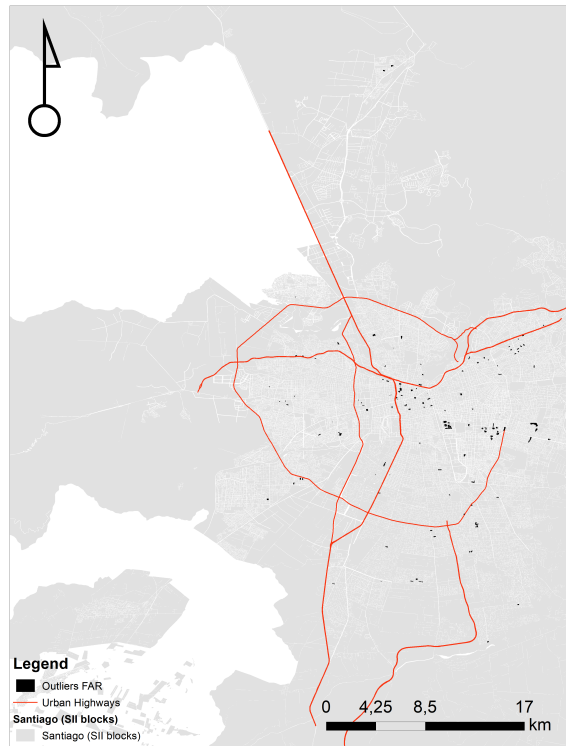 Legend
Outliers FAR
Urban Highways
Santiago (SII blocks)
Santiago (SII blocks)
0 4,25 8,5 17
km